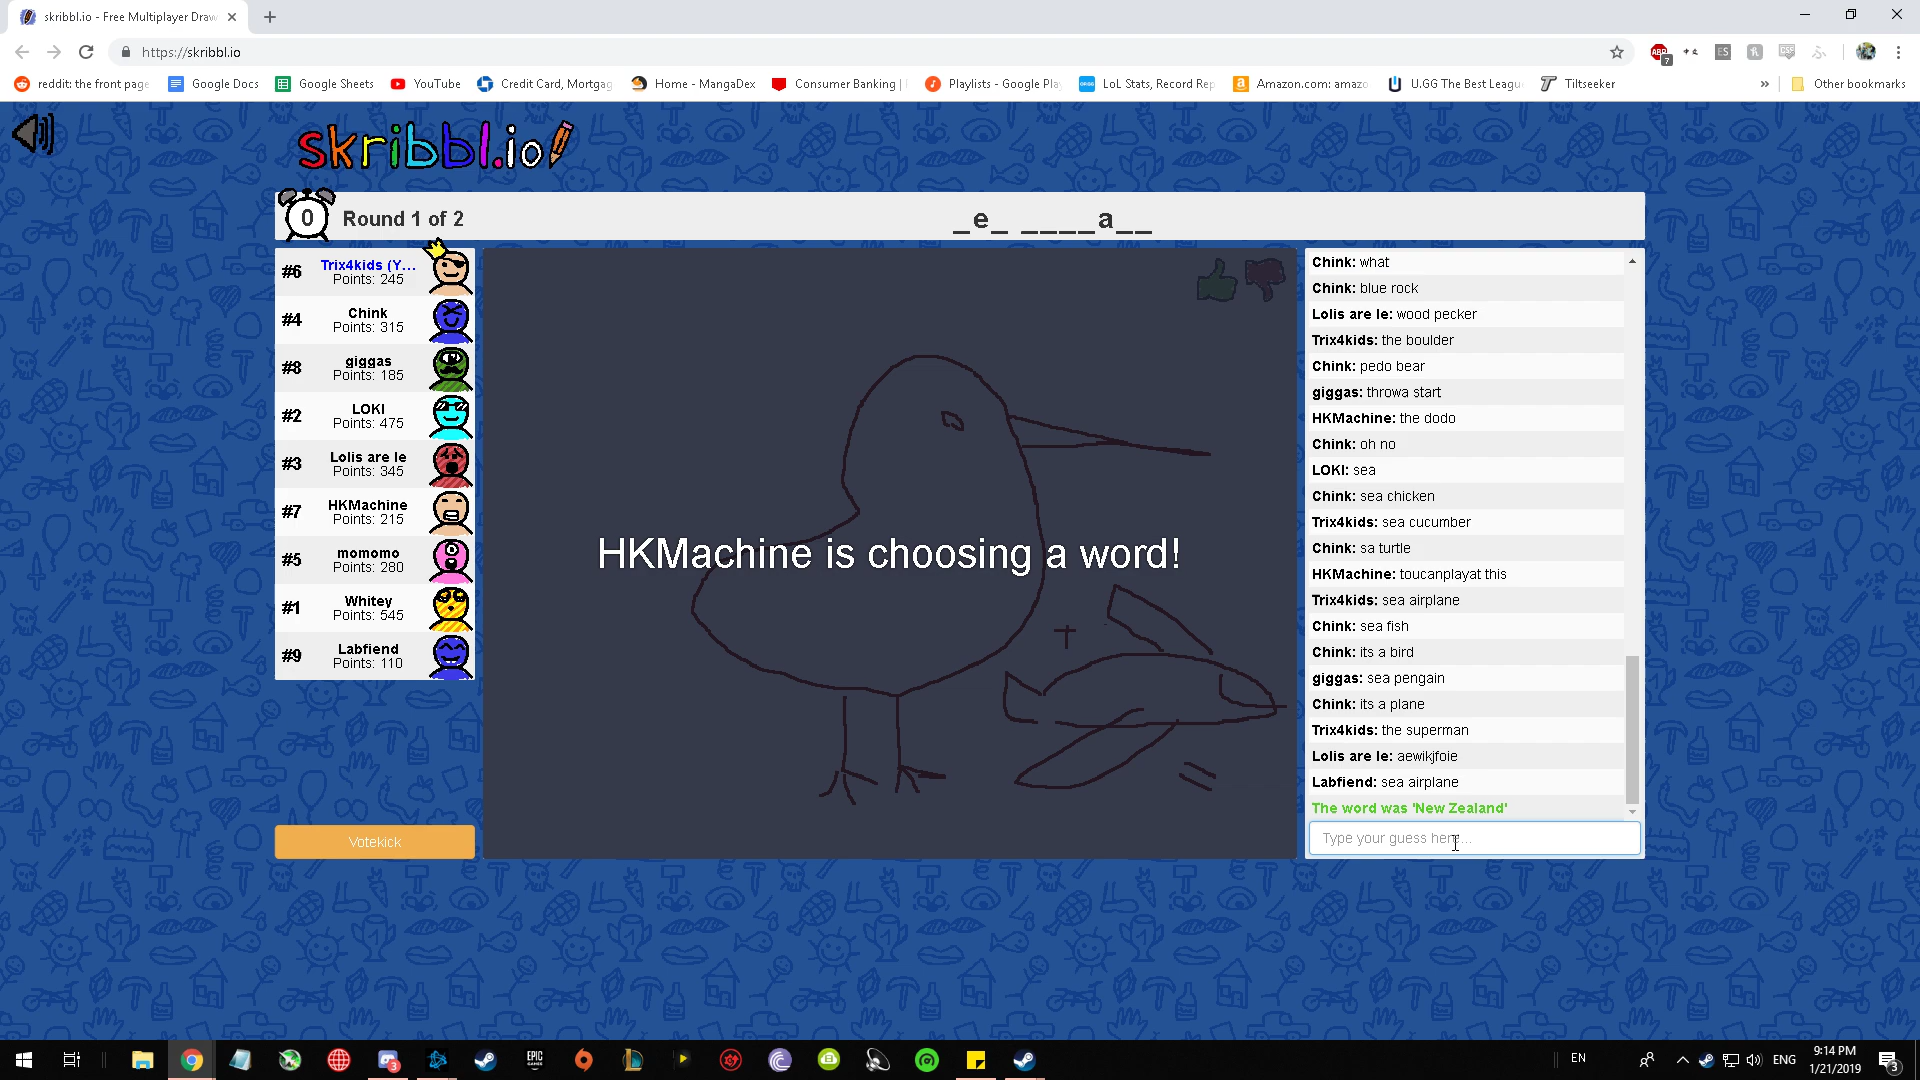 skribbl.io - Free Multiplayer Draw
https://skribbl.io
ABP
7
ES
CSS
reddit: the front page
Google Docs
Google Sheets
YouTube
Credit Card, Mortgag
Home - MangaDex
Consumer Banking |
Playlists - Google Play
LoL Stats, Record Rep
Amazon.com: amazo
U.GG The Best Leagu
Tiltseeker
»
Other bookmarks
skribbl.io
0
Round 1 of 2
_e_ ____a__
#6
Trix4kids (Y...
Points: 245
#4
Chink
Points: 315
#8
giggas
Points: 185
#2
LOKI
Points: 475
#3
Lolis are le
Points: 345
#7
HKMachine
Points: 215
#5
momomo
Points: 280
#1
Whitey
Points: 545
#9
Labfiend
Points: 110
Votekick
HKMachine is choosing a word!
Chink: what
Chink: blue rock
Lolis are le: wood pecker
Trix4kids: the boulder
Chink: pedo bear
giggas: throwa start
HKMachine: the dodo
Chink: oh no
LOKI: sea
Chink: sea chicken
Trix4kids: sea cucumber
Chink: sa turtle
HKMachine: toucanplayat this
Trix4kids: sea airplane
Chink: sea fish
Chink: its a bird
giggas: sea pengain
Chink: its a plane
Trix4kids: the superman
Lolis are le: aewikjfoie
Labfiend: sea airplane
The word was 'New Zealand'
Type your guess here...
3
EPIC GAMES
EN
ENG
9:14 PM
1/21/2019
3